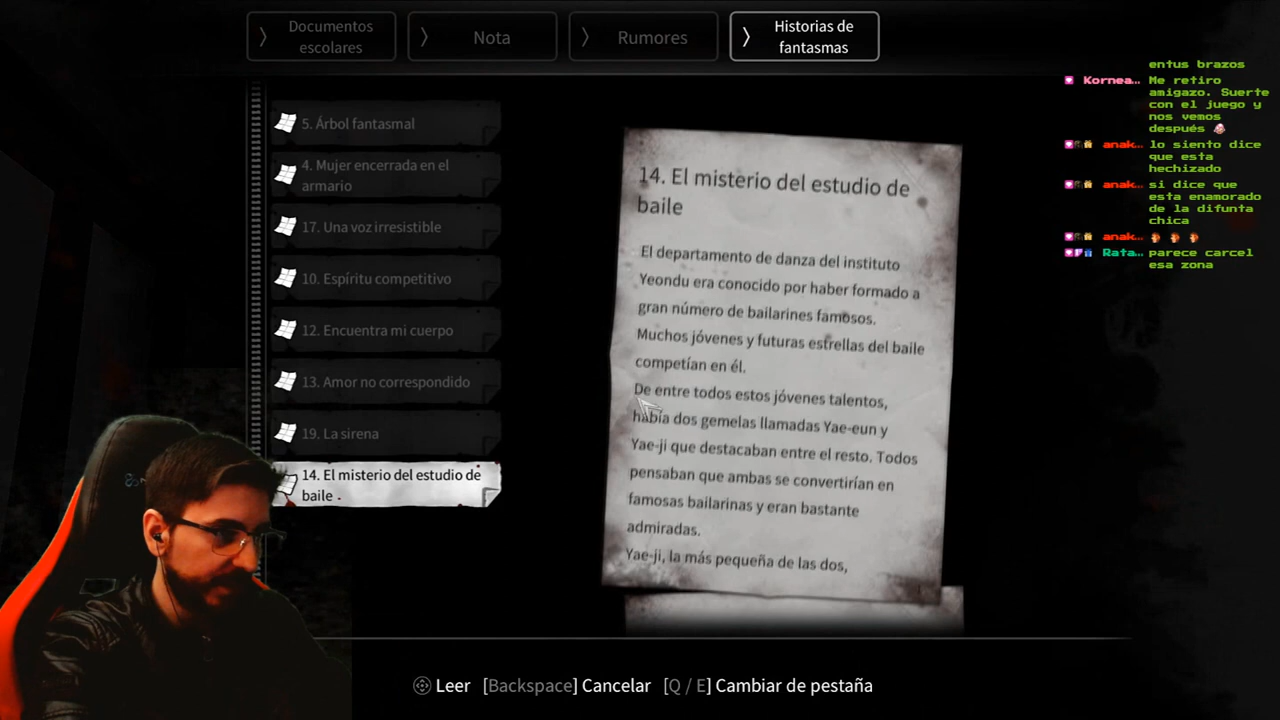 Documentos
escolares
Nota
Rumores
Historias de
fantasmas
5. Árbol fantasmal
4. Mujer encerrada en el
armario
17. Una voz irresistible
10. Espíritu competitivo
12. Encuentra mi cuerpo
13. Amor no correspondido
19. La sirena
14. El misterio del estudio de
baile -
14. El misterio del estudio de
baile
El departamento de danza del instituto
Yeondu era conocido por haber formado a
gran número de bailarines famosos.
Muchos jóvenes y futuras estrellas del baile
competían en él.
De entre todos estos jóvenes talentos,
había dos gemelas llamadas Yae-eun y
Yae-ji que destacaban entre el resto. Todos
pensaban que ambas se convertirían en
famosas bailarinas y eran bastante
admiradas.
Yae-ji, la más pequeña de las dos,
entus brazos
Kornea... Me retiro
amigazo. Suerte
con el juego y
nos vemos
después
anak... lo siento dice
que esta
hechizado
anak... si dice que
esta enamorado
de la difunta
chica
anak...
Rata... parece carcel
esa zona
Leer [Backspace] Cancelar [Q / E] Cambiar de pestaña